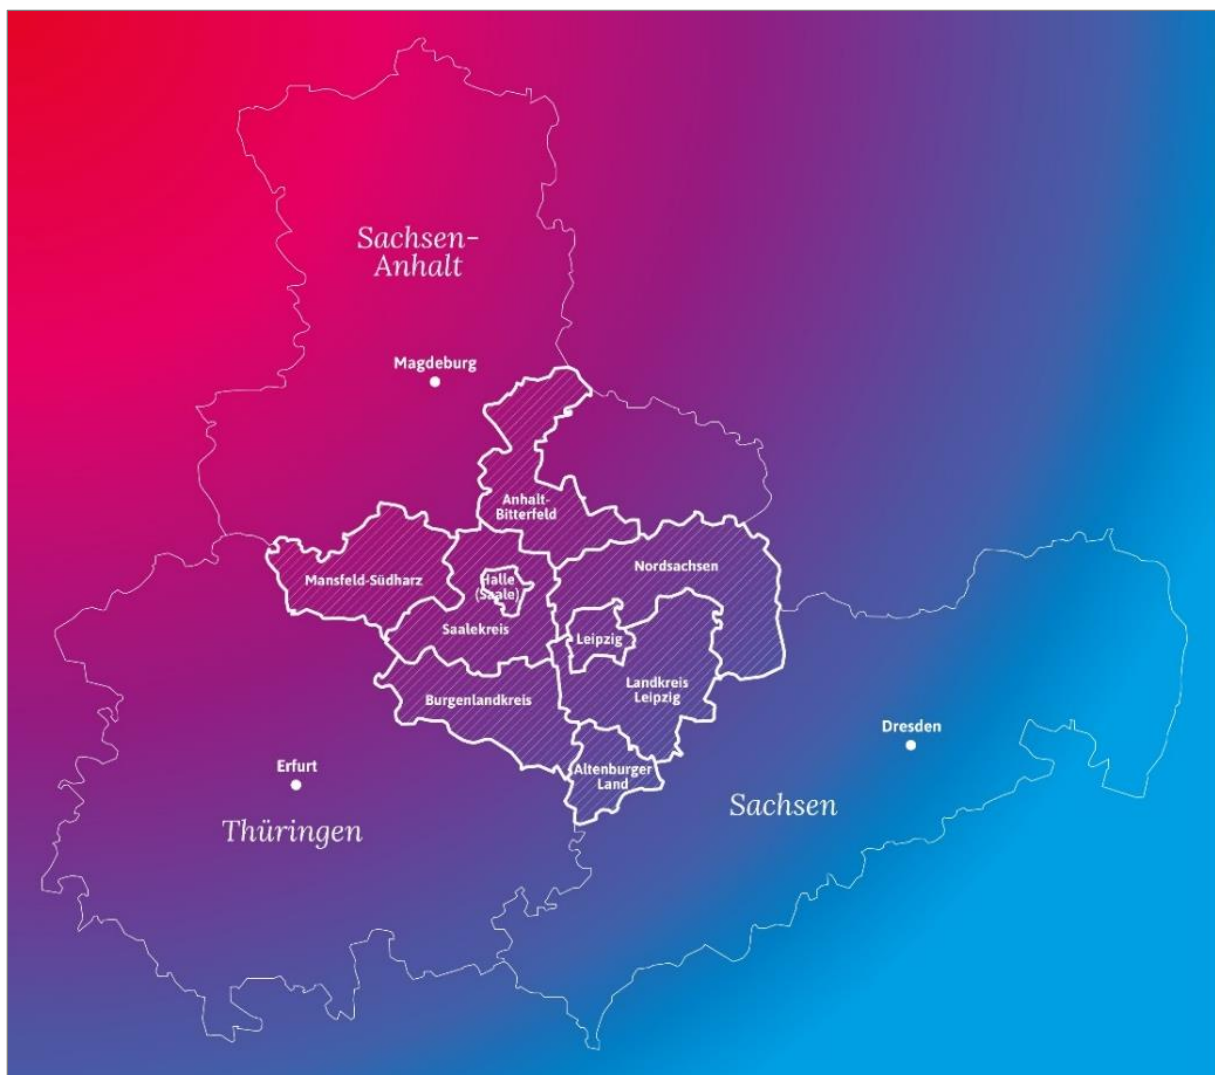 Sachsen-
Anhalt
Magdeburg
Anhalt-
Bitterfeld
Nordsachsen
Mansfeld-Südharz
Halle
(Saale)
Saalekreis
Leipzig
Landkreis
Leipzig
Burgenlandkreis
Dresden
Erfurt
Altenburger
Land
Sachsen
Thüringen